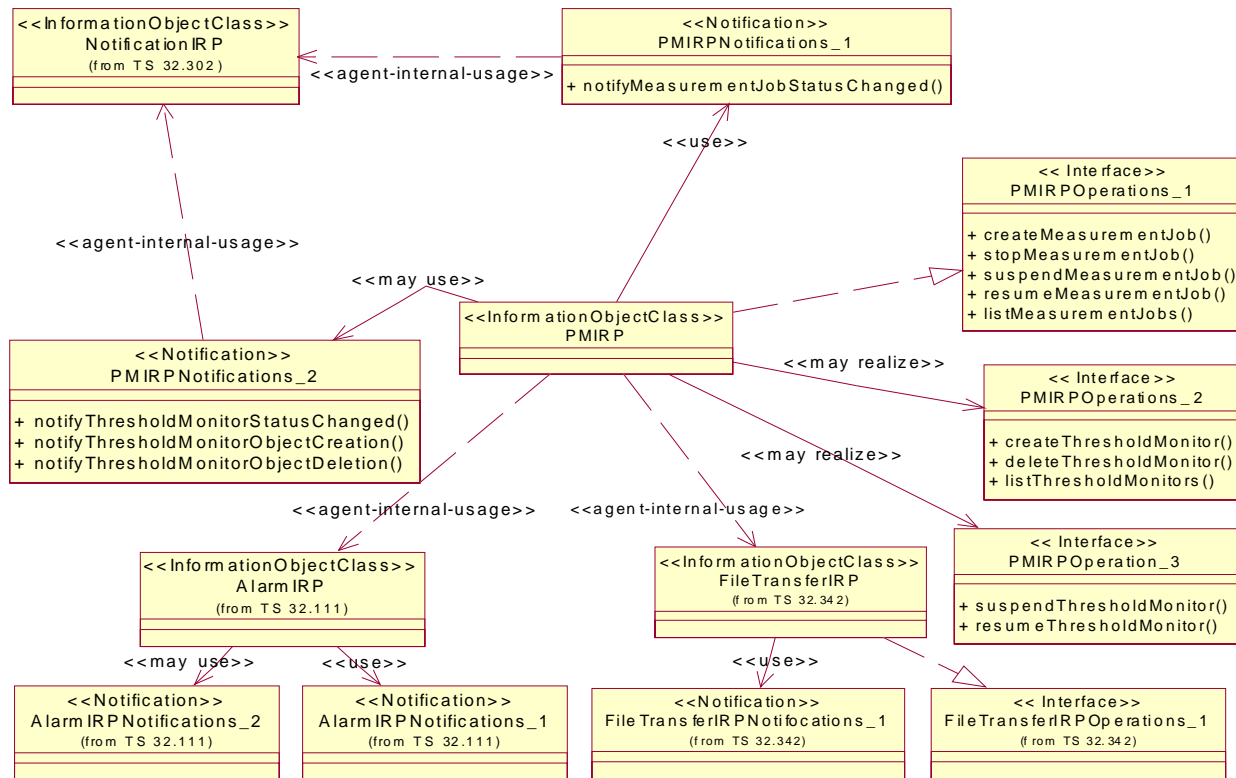 <<InformationObjectClass>>
NotificationIRP
(from TS 32.302)
<<Notification>>
PMIRPNotifications_1
+ notifyMeasurementJobStatusChanged()
<<agent-internal-usage>>
<<use>>
<< Interface>>
PMIRPOperations_1
+ createMeasurementJob()
+ stopMeasurementJob()
+ suspendMeasurementJob()
+ resumeMeasurementJob()
+ listMeasurementJobs()
<<agent-internal-usage>>
<<may use>>
<<InformationObjectClass>>
PMIRP
<<Notification>>
PMIRPNotifications_2
+ notifyThresholdMonitorStatusChanged()
+ notifyThresholdMonitorObjectCreation()
+ notifyThresholdMonitorObjectDeletion()
<<may realize>>
<< Interface>>
PMIRPOperations_2
+ createThresholdMonitor()
+ deleteThresholdMonitor()
+ listThresholdMonitors()
<<may realize>>
<<agent-internal-usage>>
<<agent-internal-usage>>
<< Interface>>
PMIRPOperation_3
+ suspendThresholdMonitor()
+ resumeThresholdMonitor()
<<InformationObjectClass>>
AlarmIRP
(from TS 32.111)
<<InformationObjectClass>>
FileTransferIRP
(from TS 32.342)
<<may use>>
<<use>>
<<use>>
<<Notification>>
AlarmIRPNotifications_2
(from TS 32.111)
<<Notification>>
AlarmIRPNotifications_1
(from TS 32.111)
<<Notification>>
FileTransferIRPNotifocations_1
(from TS 32.342)
<< Interface>>
FileTransferIRPOperations_1
(from TS 32.342)